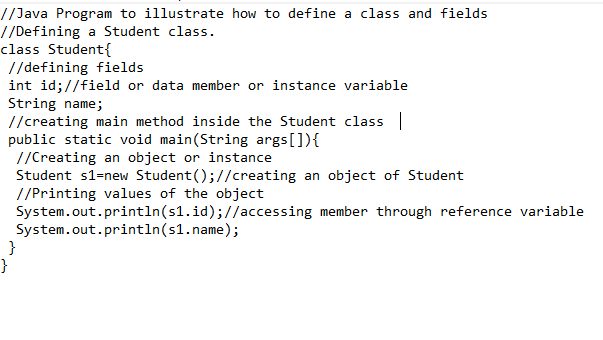 //Java Program to illustrate how to define a class and fields
//Defining a Student class.
class Student{
 //defining fields
 int id;//field or data member or instance variable
 String name;
 //creating main method inside the Student class
 public static void main(String args[]){
  //Creating an object or instance
  Student s1=new Student();//creating an object of Student
  //Printing values of the object
  System.out.println(s1.id);//accessing member through reference variable
  System.out.println(s1.name);
 }
}